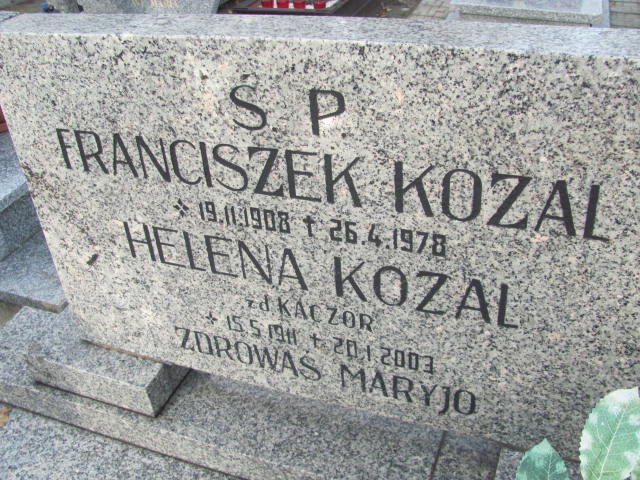 Ś P.
FRANCISZEK KOZAL
* 19.11.1908 + 26.4.1978
HELENA KOZAL
z d KACZOR
* 15.5.1911 + 20.1.2003
ZDROWAŚ MARYJO